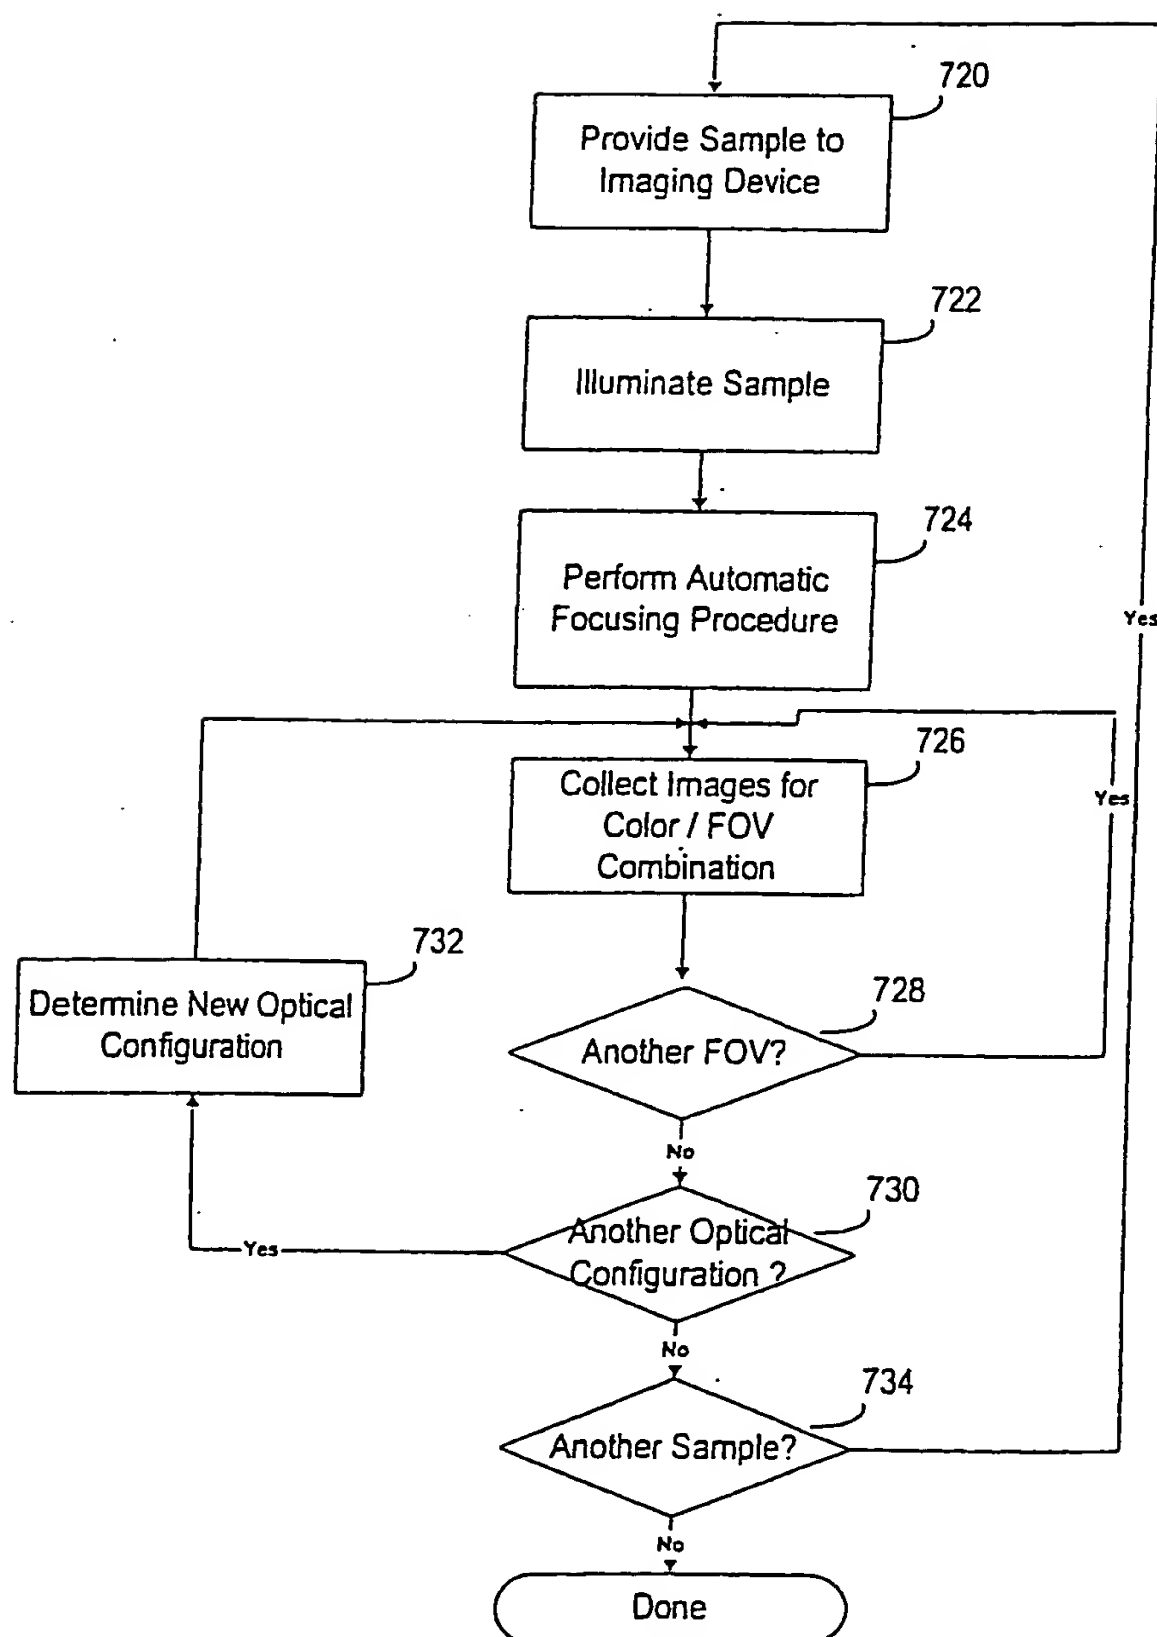 720
Provide Sample to
Imaging Device
722
Illuminate Sample
724
Perform Automatic
Focusing Procedure
Yes
726
Collect Images for
Color / FOV
Combination
Yes
732
Determine New Optical
Configuration
728
Another FOV?
No
730
Another Optical
Configuration ?
Yes
No
734
Another Sample?
No
Done